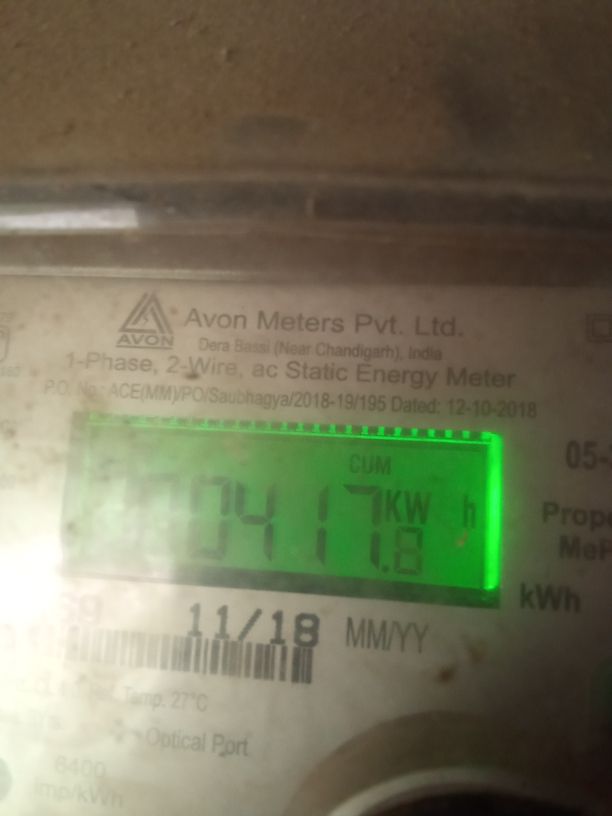 AVON
Avon Meters Pvt. Ltd.
Dera Bassi (Near Chandigarh), India
1-Phase, 2-Wire, ac Static Energy Meter
P.O. No.: ACE(MM)/PO/Saubhagya/2018-19/195 Dated: 12-10-2018
CUM
00417.8 KW h
kWh
11/18 MM/YY
Temp. 27°C
Optical Port
6400
imp/kWh